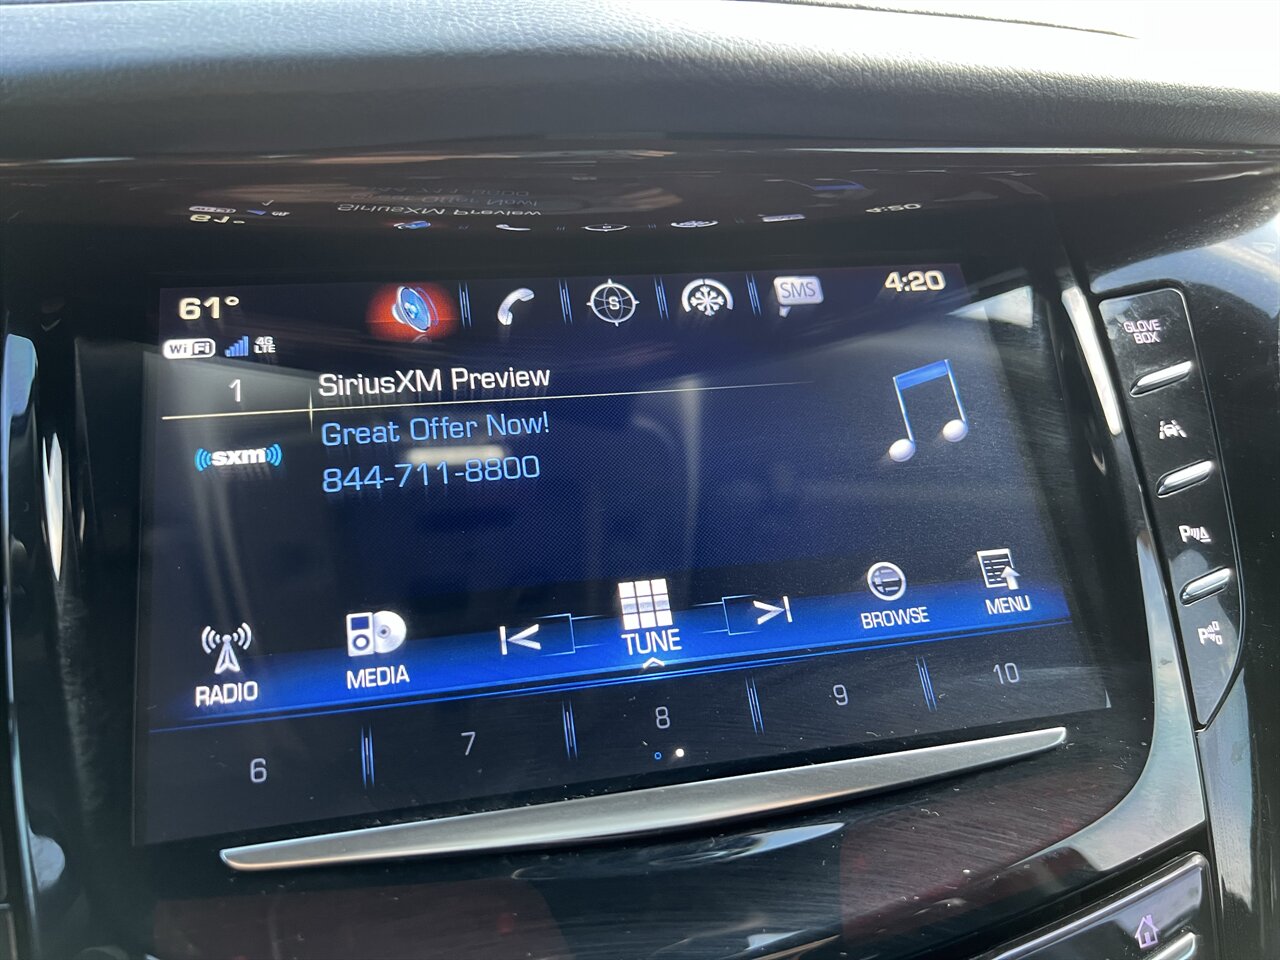 61°
SMS
4:20
WiFi
4G
LTE
1
SiriusXM Preview
sxm
Great Offer Now!
844-711-8800
RADIO
MEDIA
TUNE
BROWSE
MENU
6
7
8
9
10
GLOVE
BOX